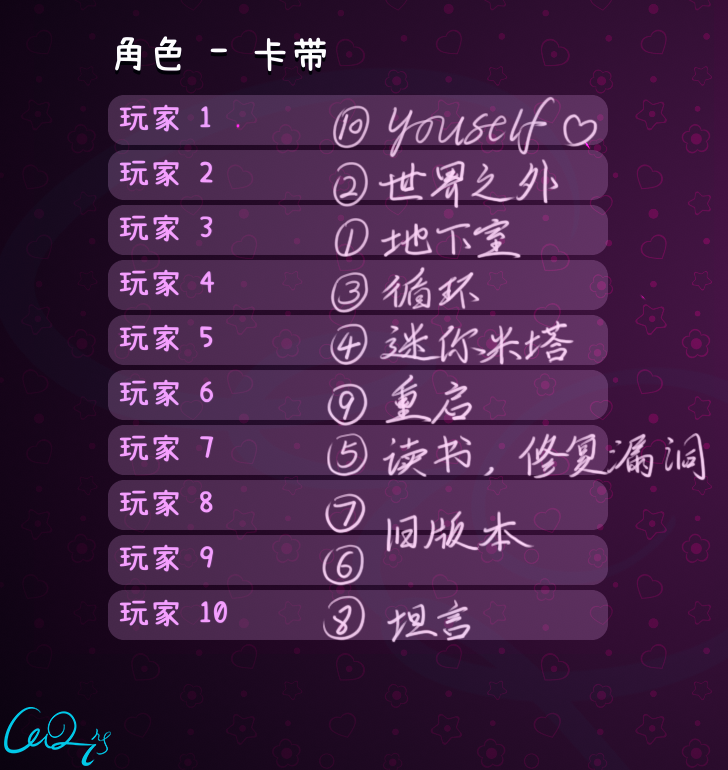 角色 - 卡带
玩家 1 ⑩ youself♡
玩家 2 ② 世界之外
玩家 3 ① 地下室
玩家 4 ③ 循环
玩家 5 ④ 迷你米塔
玩家 6 ⑨ 重启
玩家 7 ⑤ 读书，修复漏洞
玩家 8 ⑦
旧版本
玩家 9 ⑥
玩家 10 ⑧ 坦言